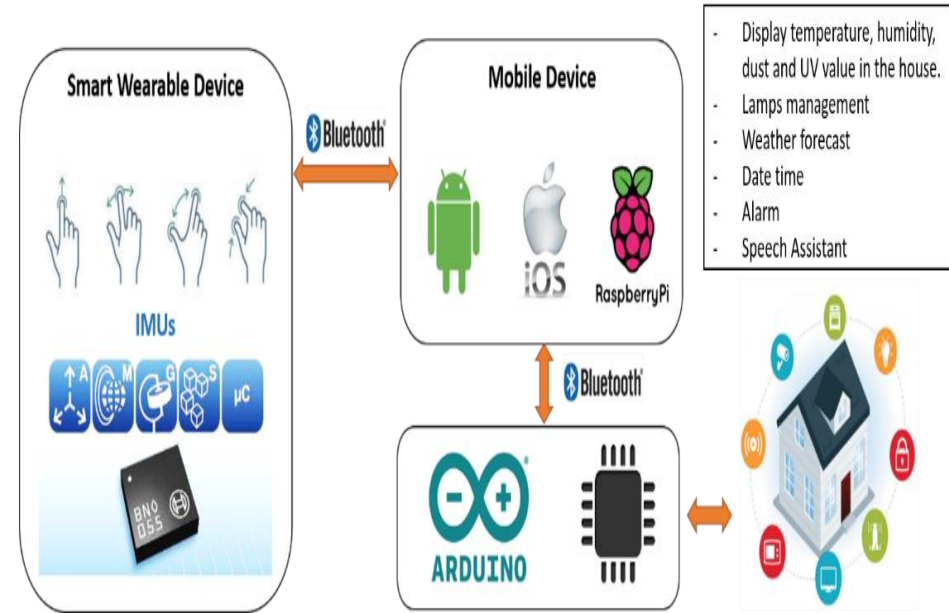 Smart Wearable Device
IMUs
A
M
G
S
µC
BNO
055
Bluetooth®
Mobile Device
iOS
RaspberryPi
Bluetooth®
ARDUINO
- Display temperature, humidity,
dust and UV value in the house.
- Lamps management
- Weather forecast
- Date time
- Alarm
- Speech Assistant